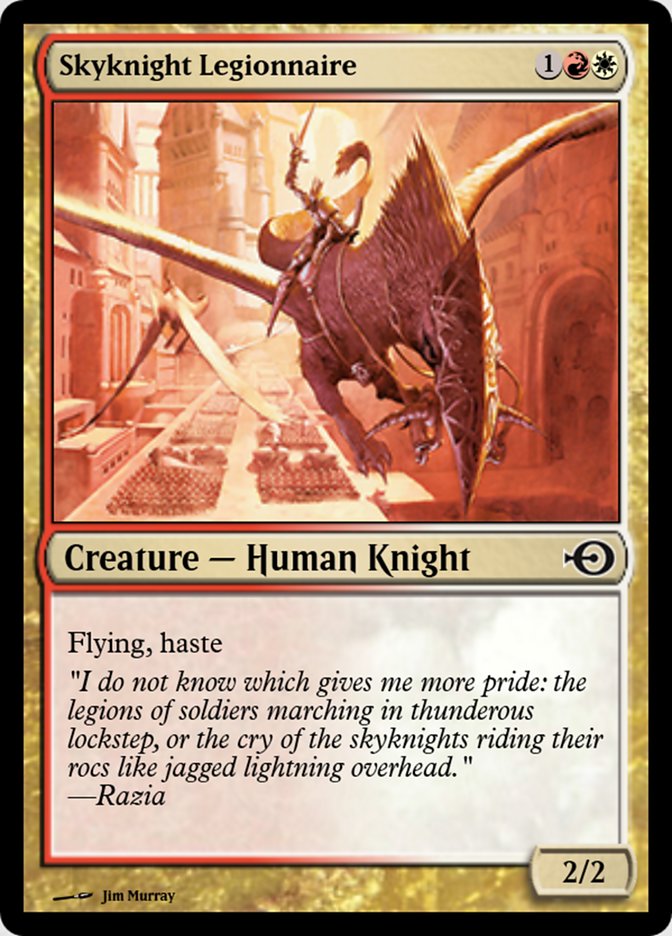 Skyknight Legionnaire 1
Creature — Human Knight
Flying, haste
"I do not know which gives me more pride: the
legions of soldiers marching in thunderous
lockstep, or the cry of the skyknights riding their
rocs like jagged lightning overhead."
—Razia
2/2
Jim Murray